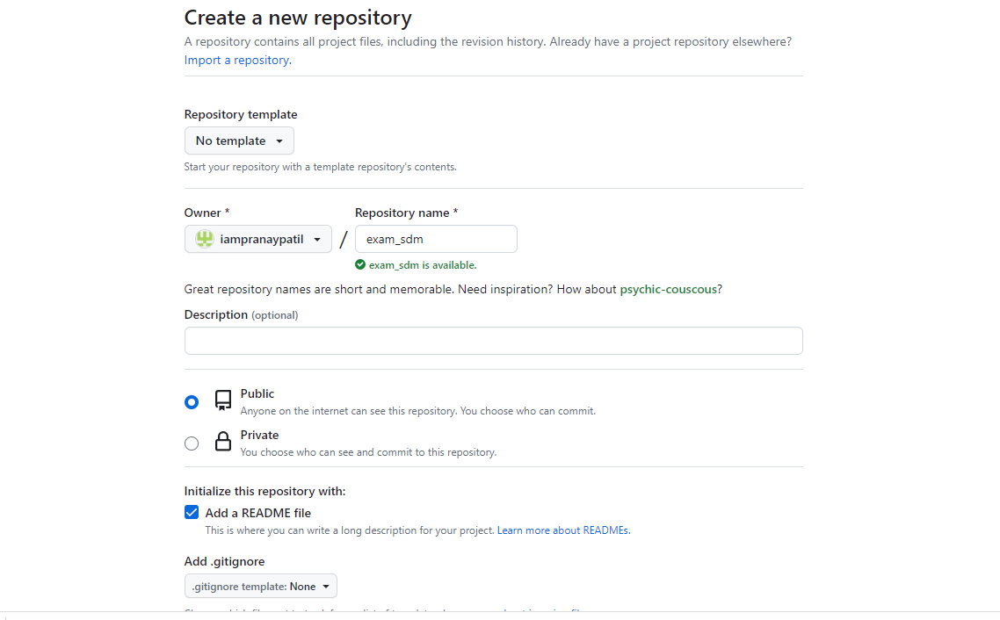 Create a new repository
A repository contains all project files, including the revision history. Already have a project repository elsewhere?
Import a repository.
Repository template
No template
Start your repository with a template repository's contents.
Owner * Repository name *
iampranaypatil / exam_sdm
exam_sdm is available.
Great repository names are short and memorable. Need inspiration? How about psychic-couscous?
Description (optional)
Public
Anyone on the internet can see this repository. You choose who can commit.
Private
You choose who can see and commit to this repository.
Initialize this repository with:
Add a README file
This is where you can write a long description for your project. Learn more about READMEs.
Add .gitignore
.gitignore template: None